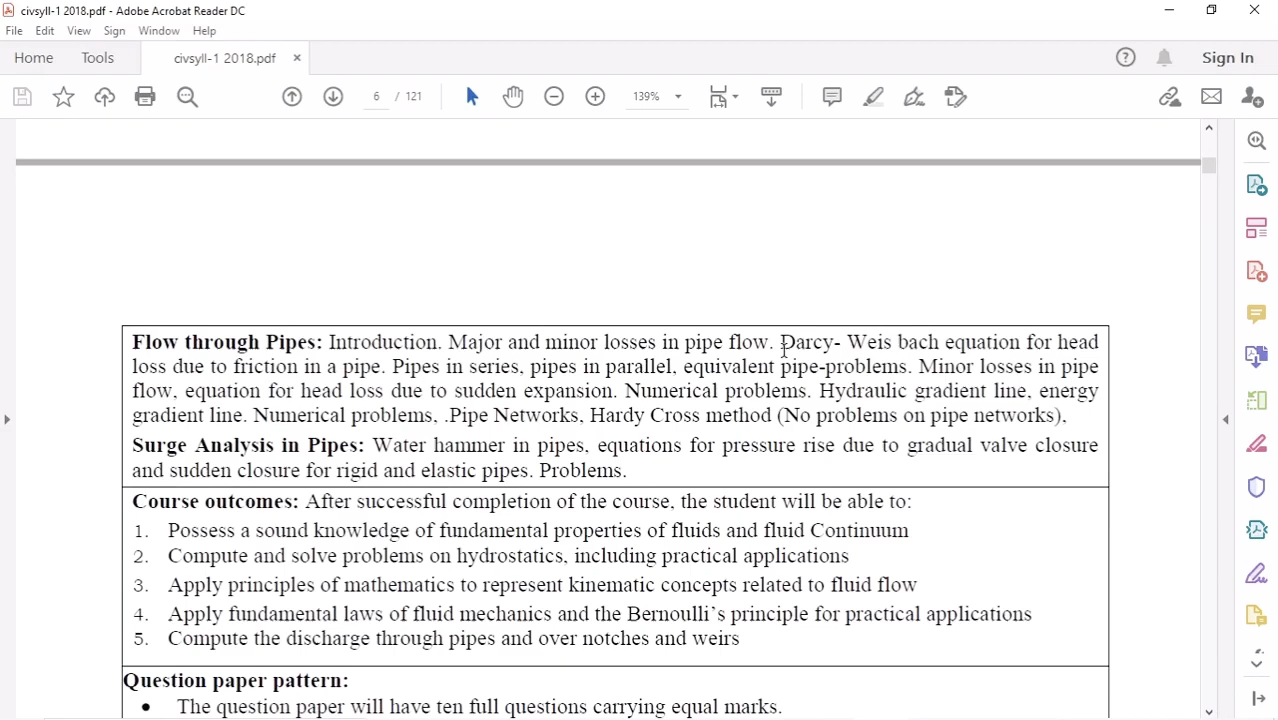 civsyll-1 2018.pdf - Adobe Acrobat Reader DC
File Edit View Sign Window Help
Home Tools civsyll-1 2018.pdf × Sign In
6 / 121 139%
Flow through Pipes: Introduction. Major and minor losses in pipe flow. Darcy- Weis bach equation for head
loss due to friction in a pipe. Pipes in series, pipes in parallel, equivalent pipe-problems. Minor losses in pipe
flow, equation for head loss due to sudden expansion. Numerical problems. Hydraulic gradient line, energy
gradient line. Numerical problems, .Pipe Networks, Hardy Cross method (No problems on pipe networks),
Surge Analysis in Pipes: Water hammer in pipes, equations for pressure rise due to gradual valve closure
and sudden closure for rigid and elastic pipes. Problems.
Course outcomes: After successful completion of the course, the student will be able to:
1. Possess a sound knowledge of fundamental properties of fluids and fluid Continuum
2. Compute and solve problems on hydrostatics, including practical applications
3. Apply principles of mathematics to represent kinematic concepts related to fluid flow
4. Apply fundamental laws of fluid mechanics and the Bernoulli’s principle for practical applications
5. Compute the discharge through pipes and over notches and weirs
Question paper pattern:
• The question paper will have ten full questions carrying equal marks.